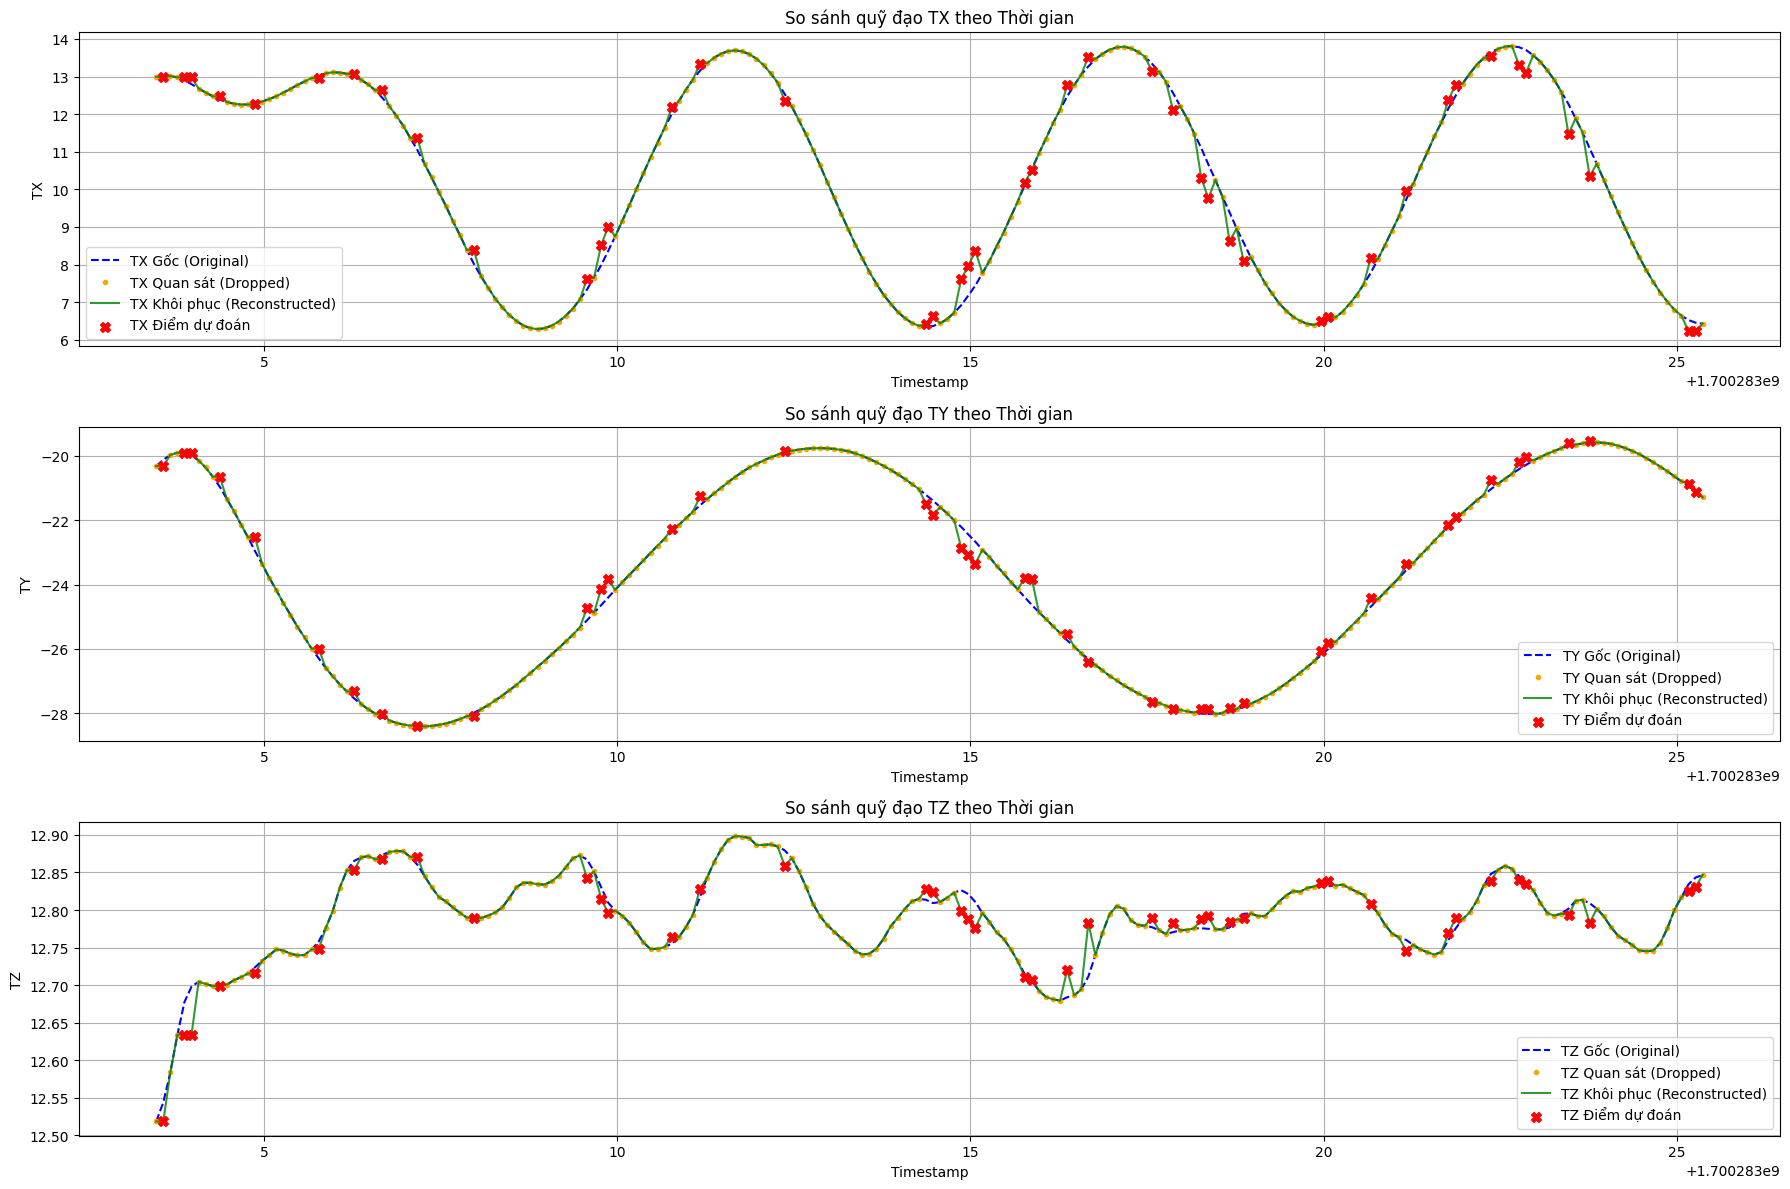 So sánh quỹ đạo TX theo Thời gian
14
13
12
11
10
9
8
7
6
TX
TX Gốc (Original)
TX Quan sát (Dropped)
TX Khôi phục (Reconstructed)
TX Điểm dự đoán
5 10 15 20 25
Timestamp
+1.700283e9
So sánh quỹ đạo TY theo Thời gian
−20
−22
−24
−26
−28
TY
TY Gốc (Original)
TY Quan sát (Dropped)
TY Khôi phục (Reconstructed)
TY Điểm dự đoán
5 10 15 20 25
Timestamp
+1.700283e9
So sánh quỹ đạo TZ theo Thời gian
12.90
12.85
12.80
12.75
12.70
12.65
12.60
12.55
12.50
TZ
TZ Gốc (Original)
TZ Quan sát (Dropped)
TZ Khôi phục (Reconstructed)
TZ Điểm dự đoán
5 10 15 20 25
Timestamp
+1.700283e9